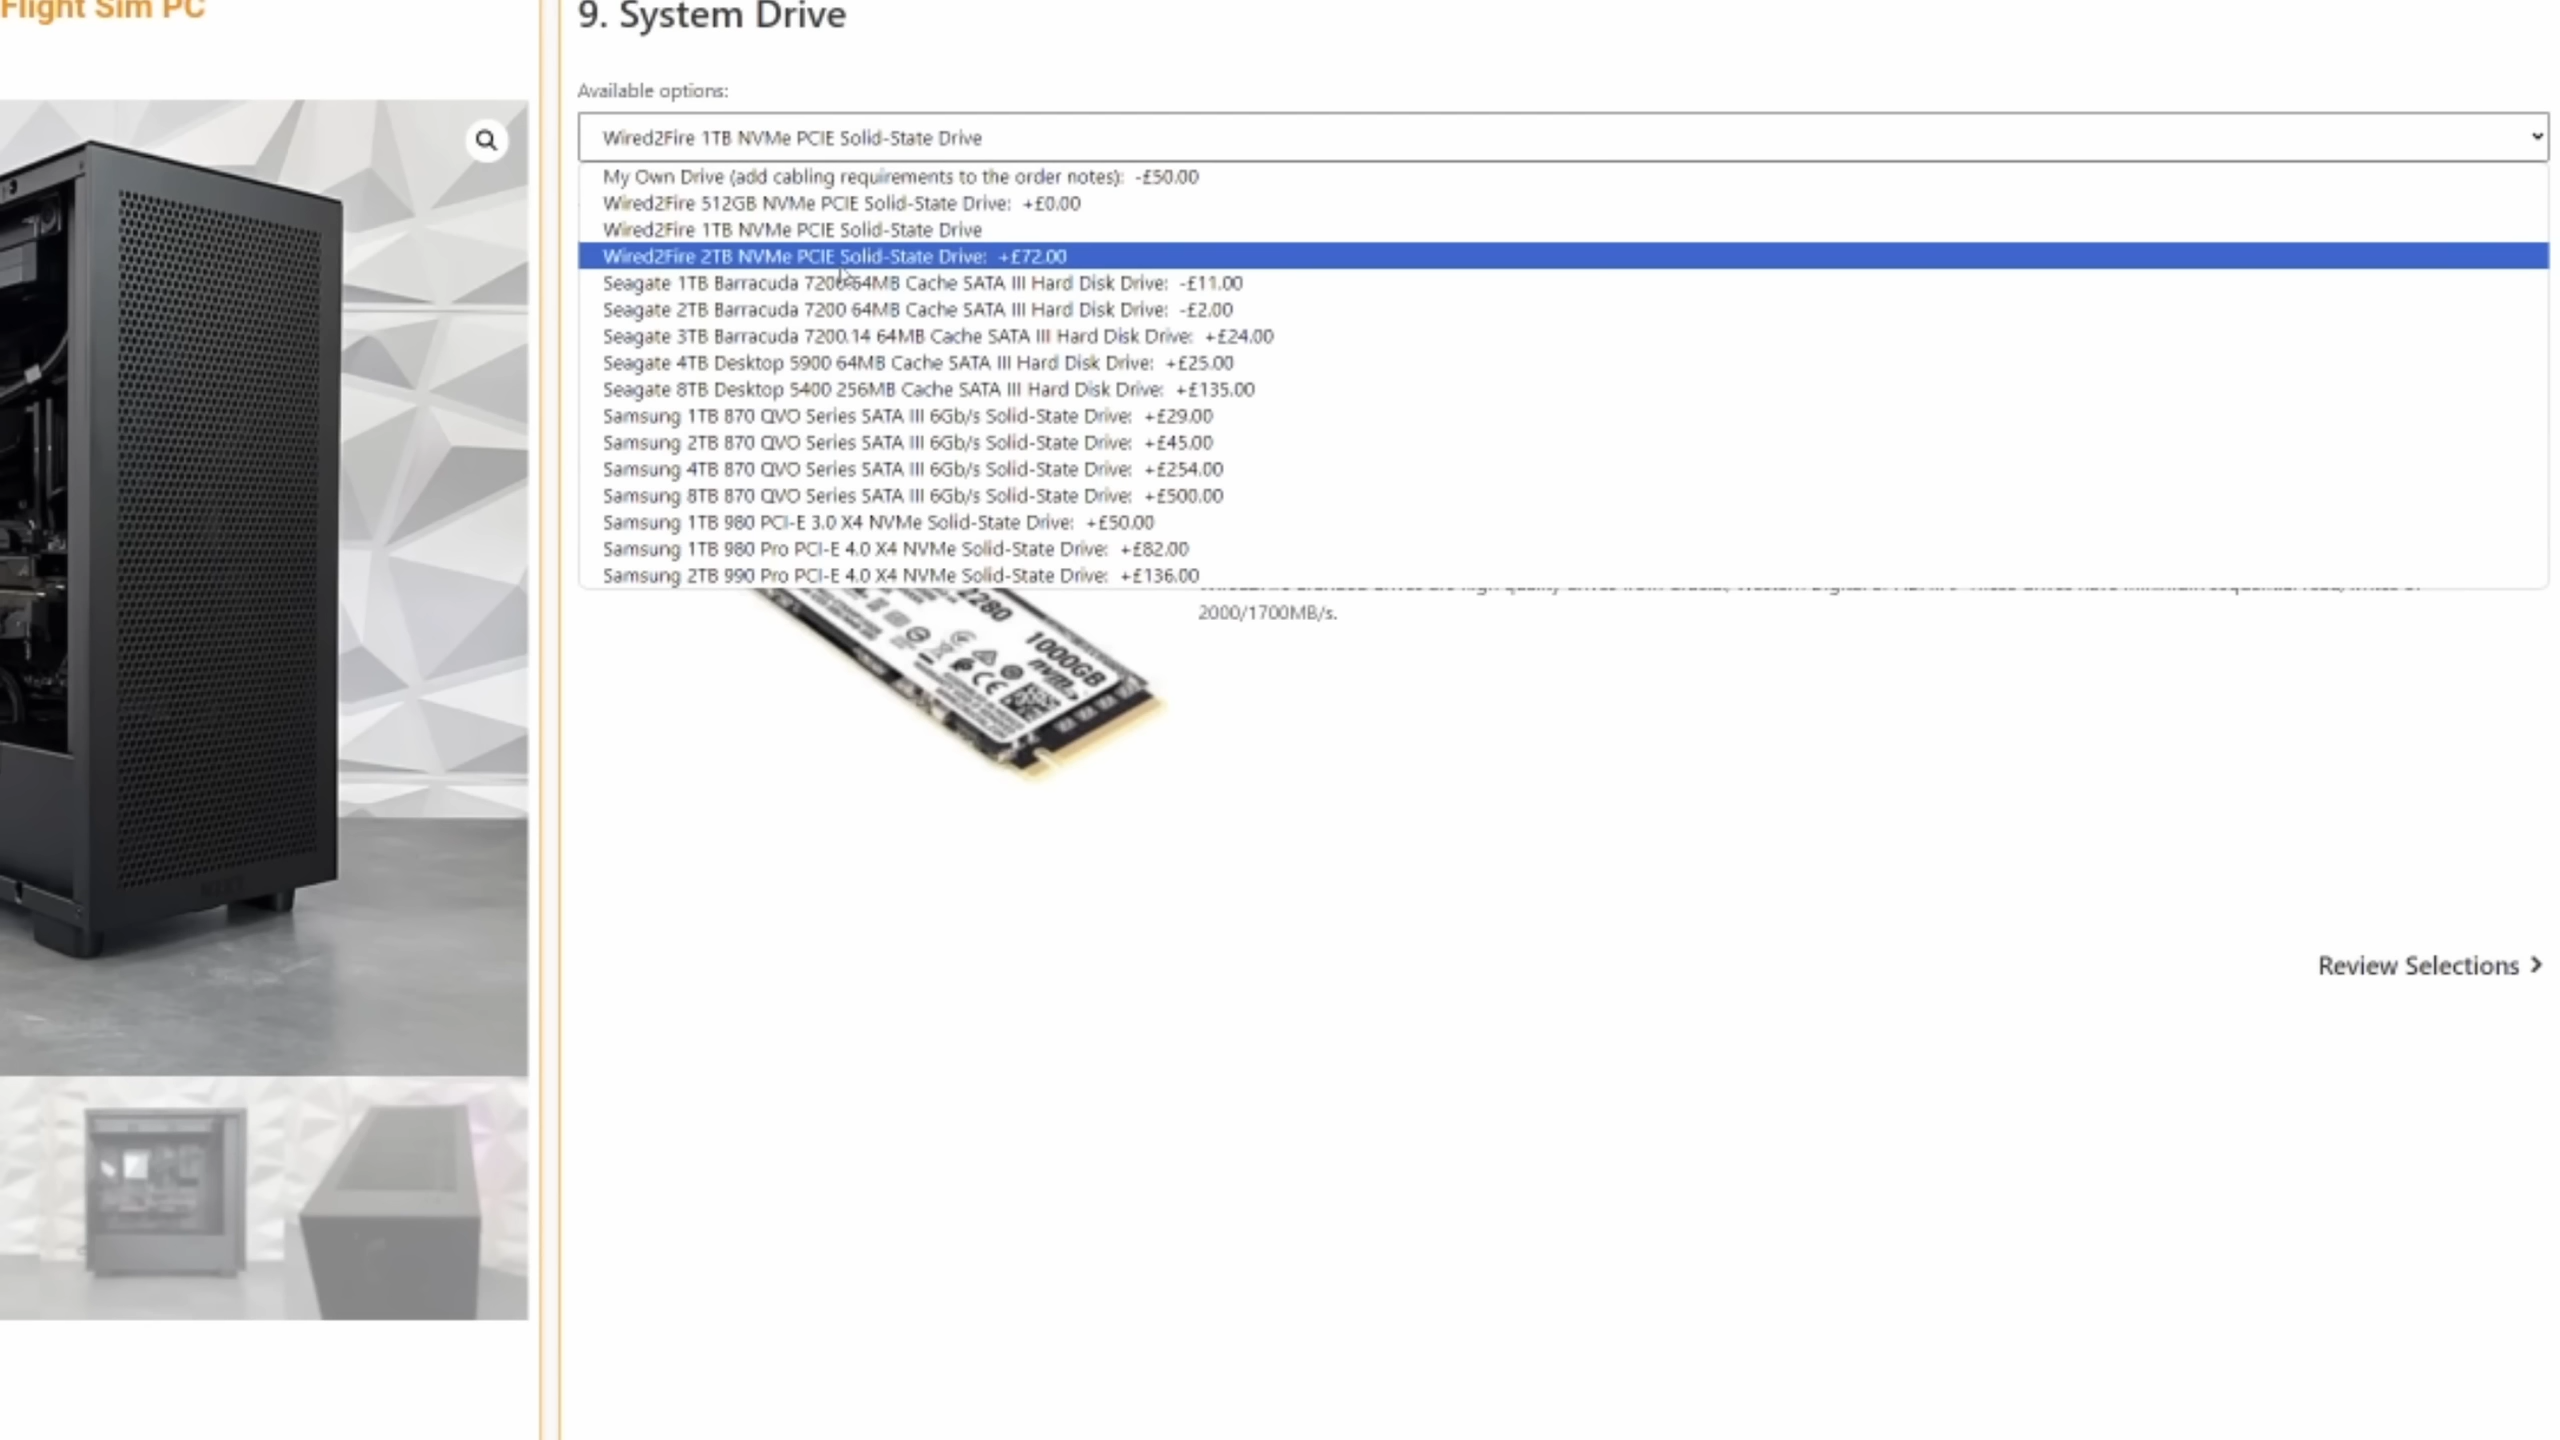 Flight Sim PC
9. System Drive
Available options:
Wired2Fire 1TB NVMe PCIE Solid-State Drive
My Own Drive (add cabling requirements to the order notes): -£50.00
Wired2Fire 512GB NVMe PCIE Solid-State Drive: +£0.00
Wired2Fire 1TB NVMe PCIE Solid-State Drive
Wired2Fire 2TB NVMe PCIE Solid-State Drive: +£72.00
Seagate 1TB Barracuda 7200 64MB Cache SATA III Hard Disk Drive: -£11.00
Seagate 2TB Barracuda 7200 64MB Cache SATA III Hard Disk Drive: -£2.00
Seagate 3TB Barracuda 7200.14 64MB Cache SATA III Hard Disk Drive: +£24.00
Seagate 4TB Desktop 5900 64MB Cache SATA III Hard Disk Drive: +£25.00
Seagate 8TB Desktop 5400 256MB Cache SATA III Hard Disk Drive: +£135.00
Samsung 1TB 870 QVO Series SATA III 6Gb/s Solid-State Drive: +£29.00
Samsung 2TB 870 QVO Series SATA III 6Gb/s Solid-State Drive: +£45.00
Samsung 4TB 870 QVO Series SATA III 6Gb/s Solid-State Drive: +£254.00
Samsung 8TB 870 QVO Series SATA III 6Gb/s Solid-State Drive: +£500.00
Samsung 1TB 980 PCI-E 3.0 X4 NVMe Solid-State Drive: +£50.00
Samsung 1TB 980 Pro PCI-E 4.0 X4 NVMe Solid-State Drive: +£82.00
Samsung 2TB 990 Pro PCI-E 4.0 X4 NVMe Solid-State Drive: +£136.00
2000/1700MB/s.
2280
1000GB
nvm
NZXT
Review Selections